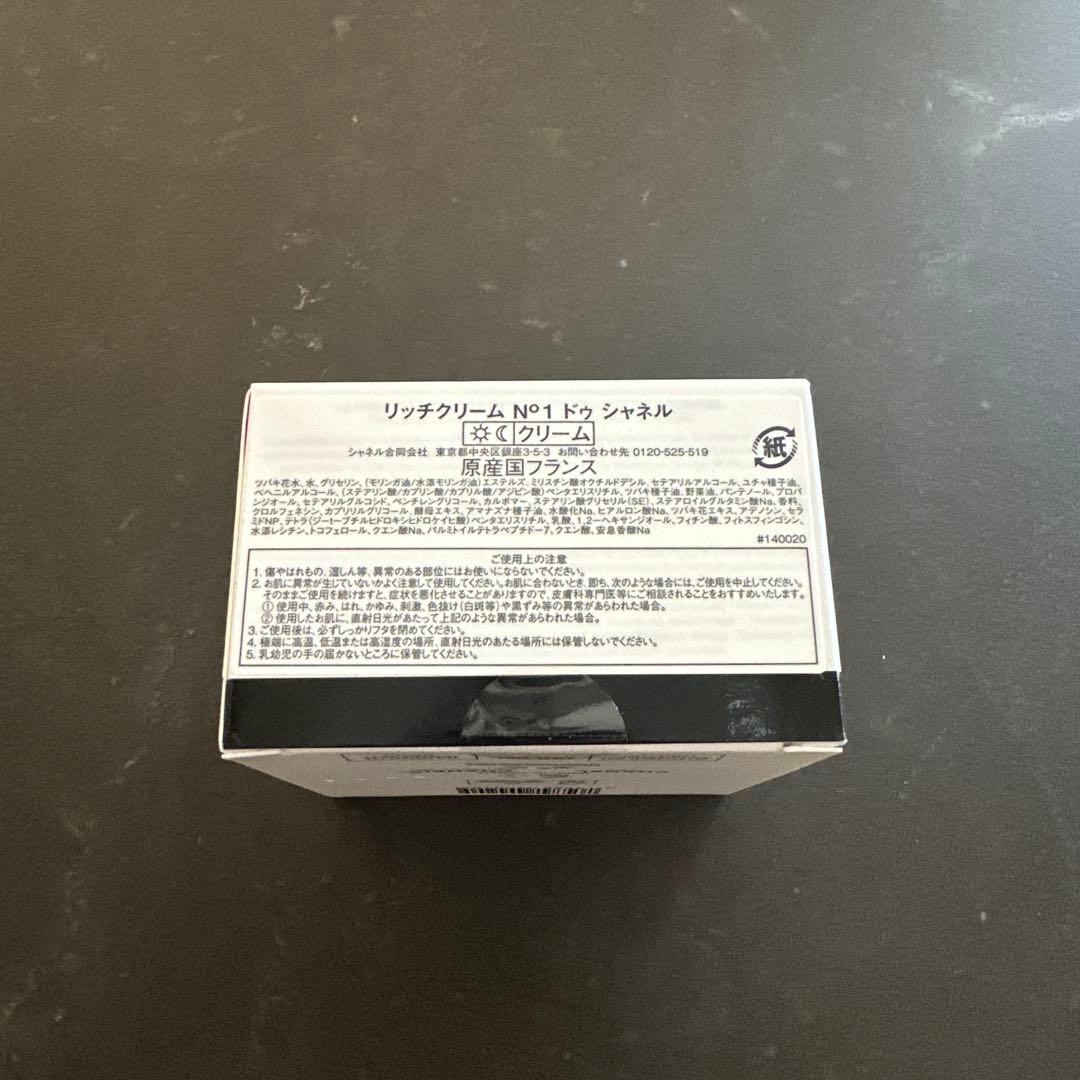 リッチクリーム Nº1 ドゥ シャネル
クリーム
シャネル合同会社 東京都中央区銀座3-5-3 お問い合わせ先 0120-525-519
紙
原産国フランス
ツバキ花水、水、グリセリン、(モリンガ油/水添モリンガ油)エステルズ、ミリスチン酸オクチルドデシル、セテアリルアルコール、ユチャ種子油、
ベヘニルアルコール、(ステアリン酸/カプリン酸/カプリル酸/アジピン酸)ペンタエリスリチル、ツバキ種子油、野菜油、パンテノール、プロパ
ンジオール、セテアリルグルコシド、ペンチレングリコール、カルボマー、ステアリン酸グリセリル(SE)、ステアロイルグルタミン酸Na、香料、
クロルフェネシン、カプリリルグリコール、酵母エキス、アマナズナ種子油、水酸化Na、ヒアルロン酸Na、ツバキ花エキス、アデノシン、セラ
ミドNP、テトラ(ジ-t-ブチルヒドロキシヒドロケイヒ酸)ペンタエリスリチル、乳酸、1,2-ヘキサンジオール、フィチン酸、フィトスフィンゴシン、
水添レシチン、トコフェロール、クエン酸Na、パルミトイルテトラペプチド-7、クエン酸、安息香酸Na
#140020
ご使用上の注意
1. 傷やはれもの、湿しん等、異常のある部位にはお使いにならないでください。
2. お肌に異常が生じていないかよく注意して使用してください。お肌に合わないとき、即ち、次のような場合には、ご使用を中止してください。
そのままご使用を続けますと、症状を悪化させることがありますので、皮膚科専門医等にご相談されることをおすすめいたします。
① 使用中、赤み、はれ、かゆみ、刺激、色抜け(白斑等)や黒ずみ等の異常があらわれた場合。
② 使用したお肌に、直射日光があたって上記のような異常があらわれた場合。
3. ご使用後は、必ずしっかりフタを閉めてください。
4. 極端に高温、低温または高湿度の場所、直射日光のあたる場所には保管しないでください。
5. 乳幼児の手の届かないところに保管してください。